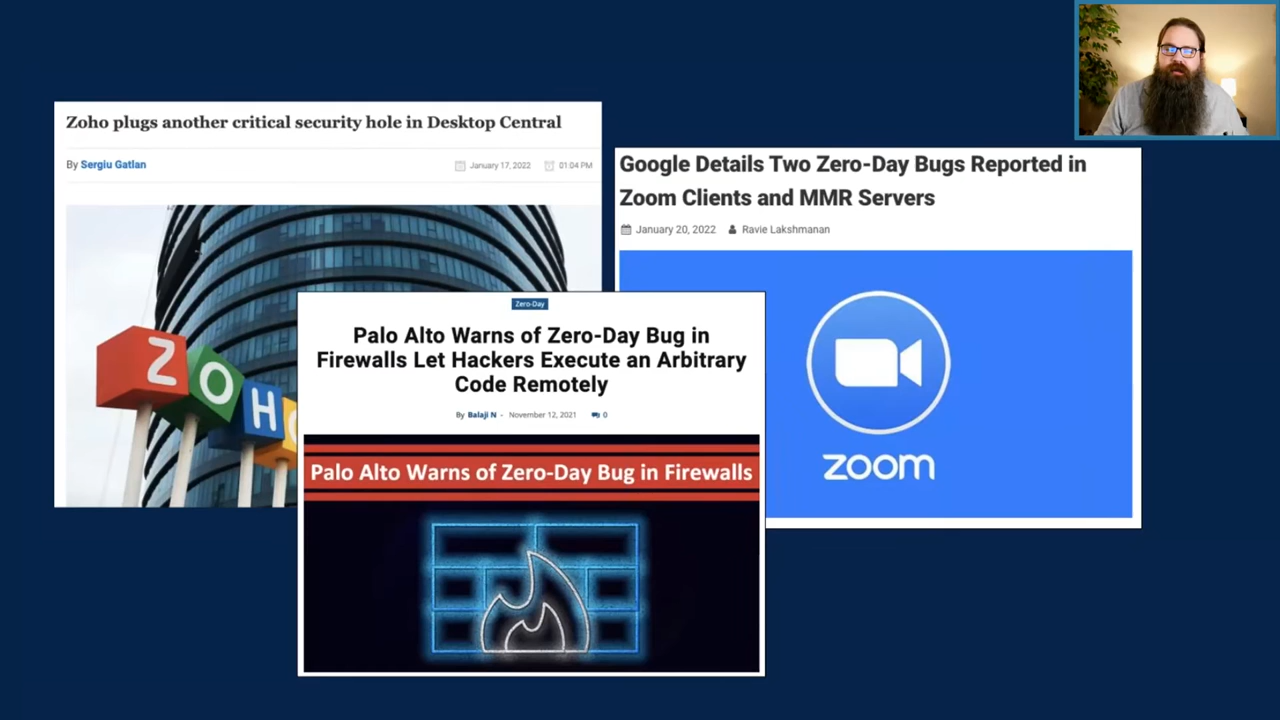 Zoho plugs another critical security hole in Desktop Central
By Sergiu Gatlan
January 17, 2022 01:04 PM
ZOHO
Google Details Two Zero-Day Bugs Reported in
Zoom Clients and MMR Servers
January 20, 2022 Ravie Lakshmanan
zoom
Zero-Day
Palo Alto Warns of Zero-Day Bug in
Firewalls Let Hackers Execute an Arbitrary
Code Remotely
By Balaji N - November 12, 2021 0
Palo Alto Warns of Zero-Day Bug in Firewalls